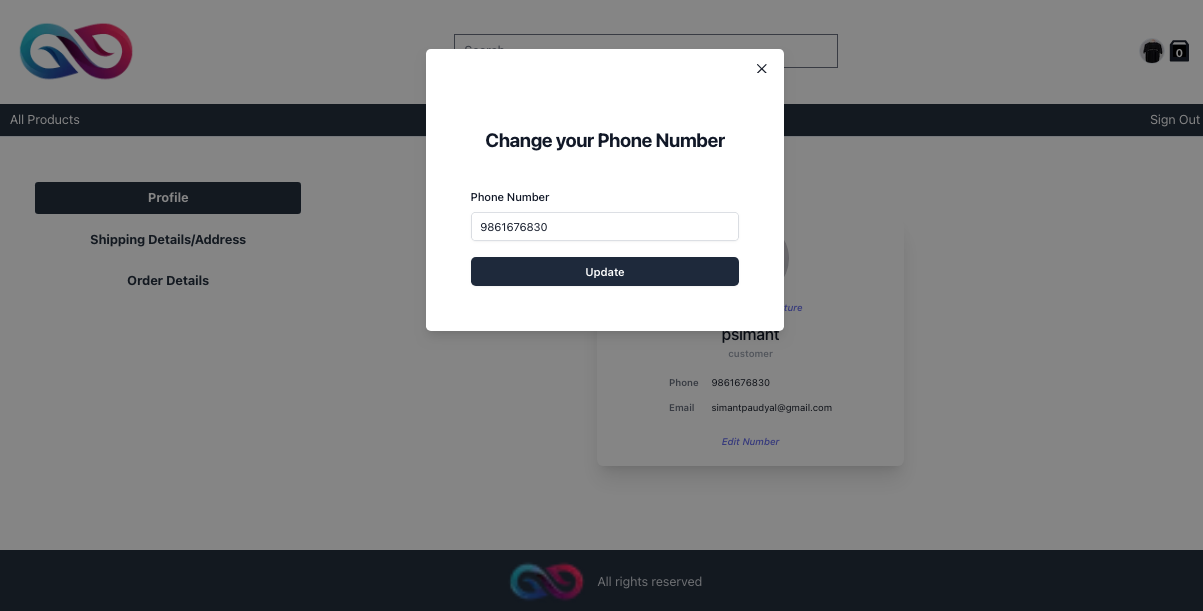 Search
0
All Products
Sign Out
Change your Phone Number
Phone Number
9861676830
Update
Profile
Shipping Details/Address
Order Details
ture
psimant
customer
Phone 9861676830
Email simantpaudyal@gmail.com
Edit Number
All rights reserved